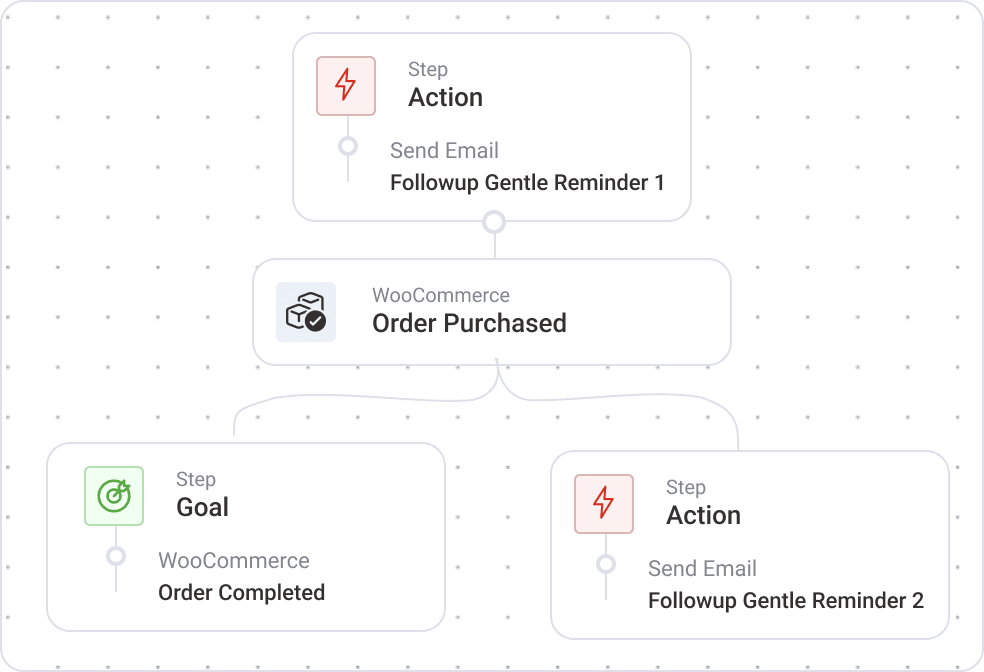 Step
Action
Send Email
Followup Gentle Reminder 1
WooCommerce
Order Purchased
Step
Goal
WooCommerce
Order Completed
Step
Action
Send Email
Followup Gentle Reminder 2